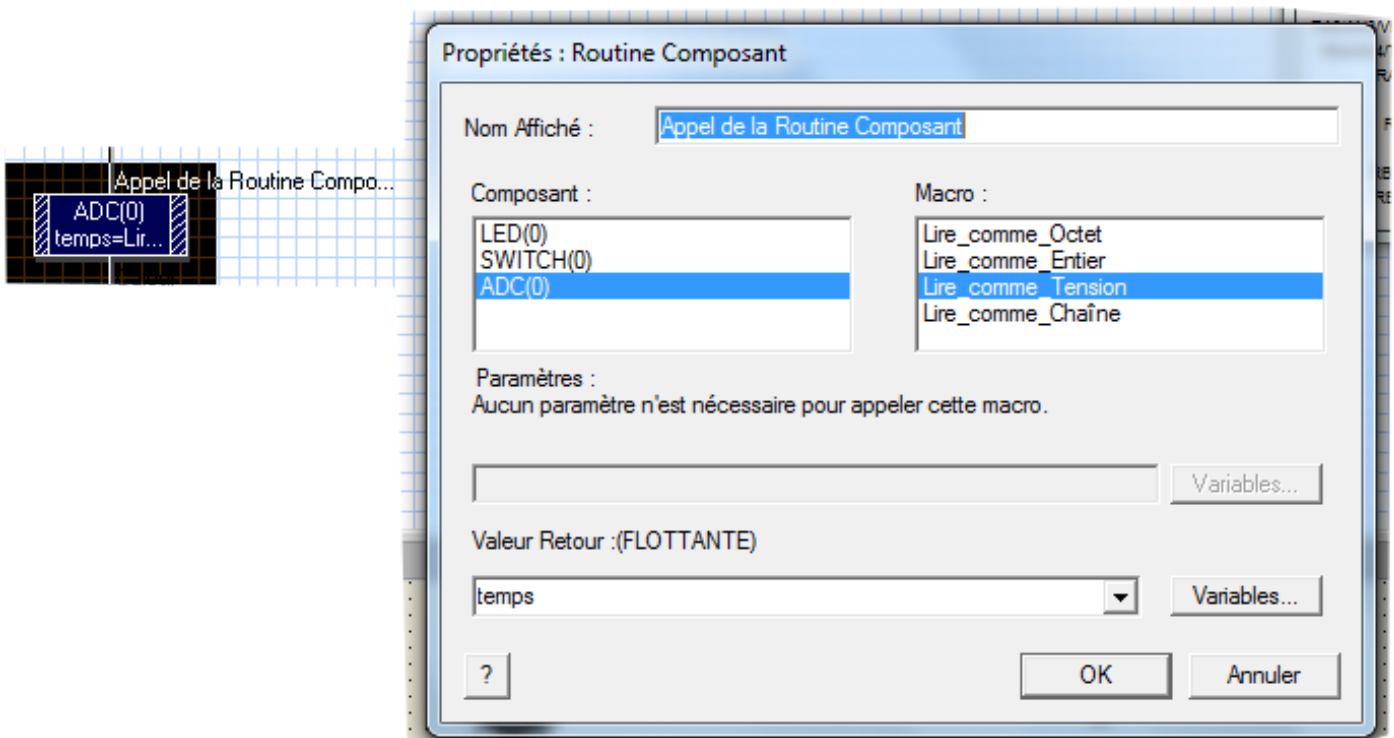 Propriétés : Routine Composant
Nom Affiché : Appel de la Routine Composant
Appel de la Routine Compo...
ADC(0)
temps=Lir...
Composant :
LED(0)
SWITCH(0)
ADC(0)
Macro :
Lire_comme_Octet
Lire_comme_Entier
Lire_comme_Tension
Lire_comme_Chaîne
Paramètres :
Aucun paramètre n'est nécessaire pour appeler cette macro.
Variables...
Valeur Retour :(FLOTTANTE)
temps
Variables...
?
OK
Annuler